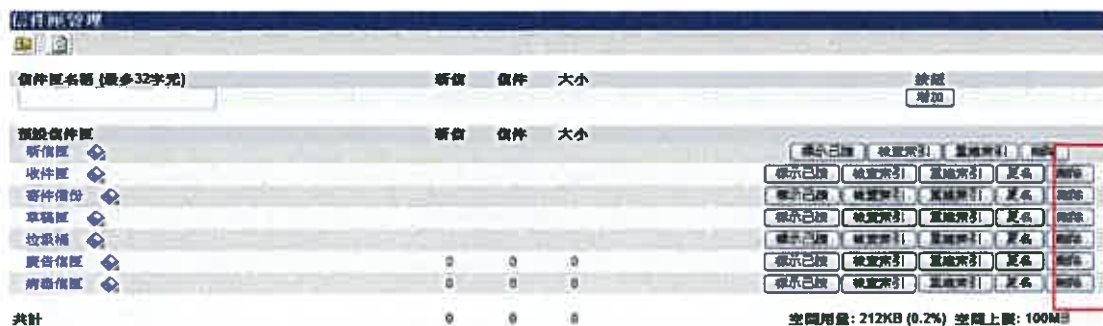 信件匣管理
信件匣名稱 (最多32字元) 新信 信件 大小 按鈕
增加
預設信件匣 新信 信件 大小
新信匣 標示已讀 檢查索引 重建索引 刪除
收件匣 標示已讀 檢查索引 重建索引 更名 刪除
寄件備份 標示已讀 檢查索引 重建索引 更名 刪除
草稿匣 標示已讀 檢查索引 重建索引 更名 刪除
垃圾桶 標示已讀 檢查索引 重建索引 更名 刪除
廣告信匣 0 0 0 標示已讀 檢查索引 重建索引 更名 刪除
病毒信匣 0 0 0 標示已讀 檢查索引 重建索引 更名 刪除
共計 0 0 0 空間用量: 212KB (0.2%) 空間上限: 100MB